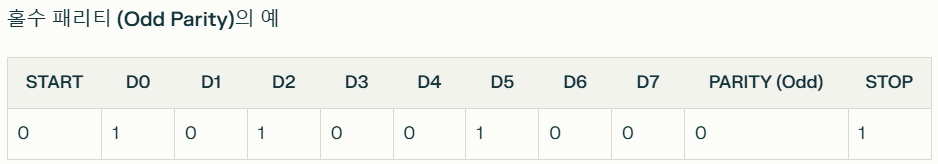 홀수 패리티 (Odd Parity)의 예
START D0 D1 D2 D3 D4 D5 D6 D7 PARITY (Odd) STOP
0 1 0 1 0 0 1 0 0 0 1